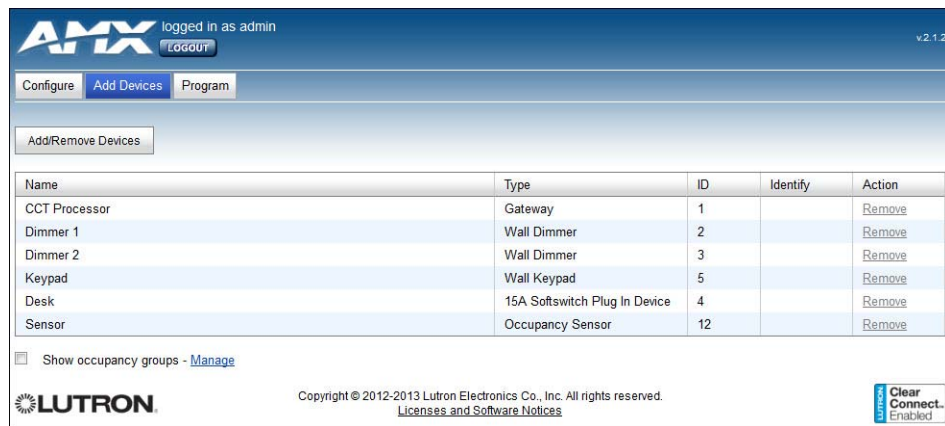 AMX logged in as admin
LOGOUT
v.2.1.2
Configure Add Devices Program
Add/Remove Devices
Name Type ID Identify Action
CCT Processor Gateway 1 Remove
Dimmer 1 Wall Dimmer 2 Remove
Dimmer 2 Wall Dimmer 3 Remove
Keypad Wall Keypad 5 Remove
Desk 15A Softswitch Plug In Device 4 Remove
Sensor Occupancy Sensor 12 Remove
Show occupancy groups - Manage
LUTRON.
Copyright © 2012-2013 Lutron Electronics Co., Inc. All rights reserved.
Licenses and Software Notices
LUTRON
Clear
Connect..
Enabled